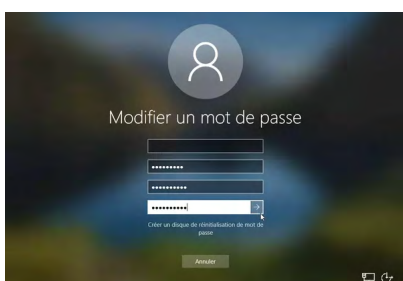 Modifier un mot de passe
•••••••••
••••••••••
••••••••••
Créer un disque de réinitialisation de mot de
passe
Annuler